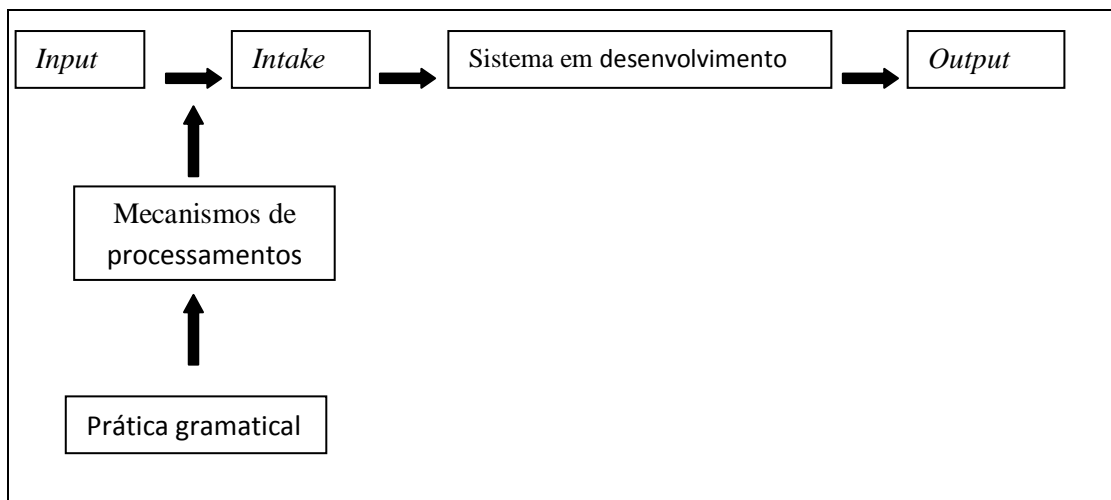 Input
Intake
Sistema em desenvolvimento
Output
Mecanismos de
processamentos
Prática gramatical